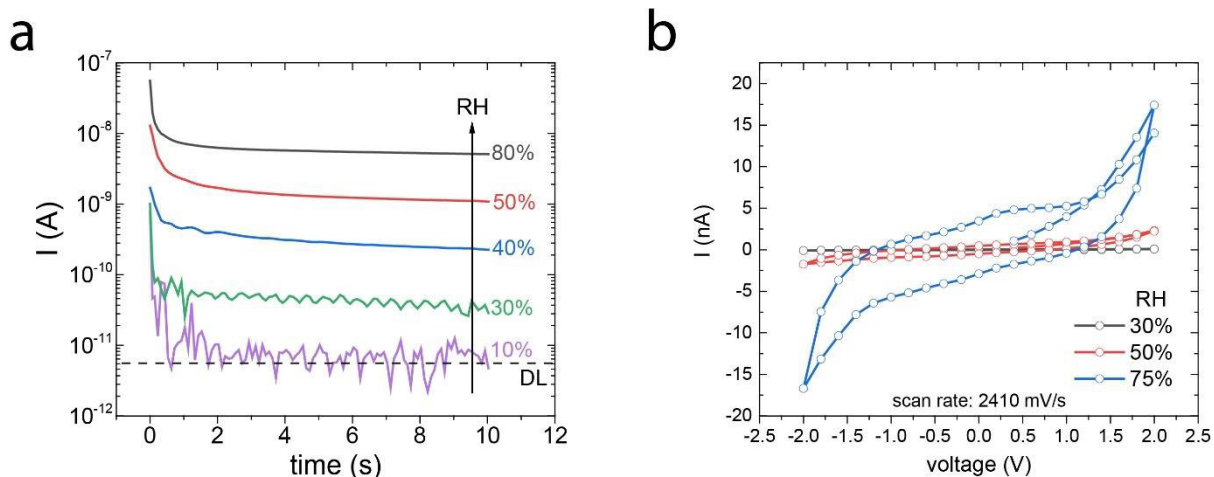 a
I (A)
10⁻⁷
10⁻⁸
10⁻⁹
10⁻¹⁰
10⁻¹¹
10⁻¹²
RH
80%
50%
40%
30%
10%
DL
0 2 4 6 8 10 12
time (s)
b
I (nA)
20
15
10
5
0
-5
-10
-15
-20
RH
30%
50%
75%
scan rate: 2410 mV/s
-2.5 -2.0 -1.5 -1.0 -0.5 0.0 0.5 1.0 1.5 2.0 2.5
voltage (V)